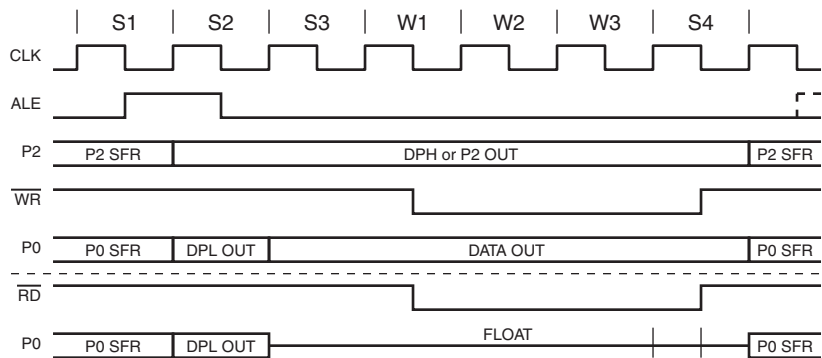 S1 S2 S3 W1 W2 W3 S4
CLK
ALE
P2 P2 SFR DPH or P2 OUT P2 SFR
WR
P0 P0 SFR DPL OUT DATA OUT P0 SFR
RD
P0 P0 SFR DPL OUT FLOAT P0 SFR